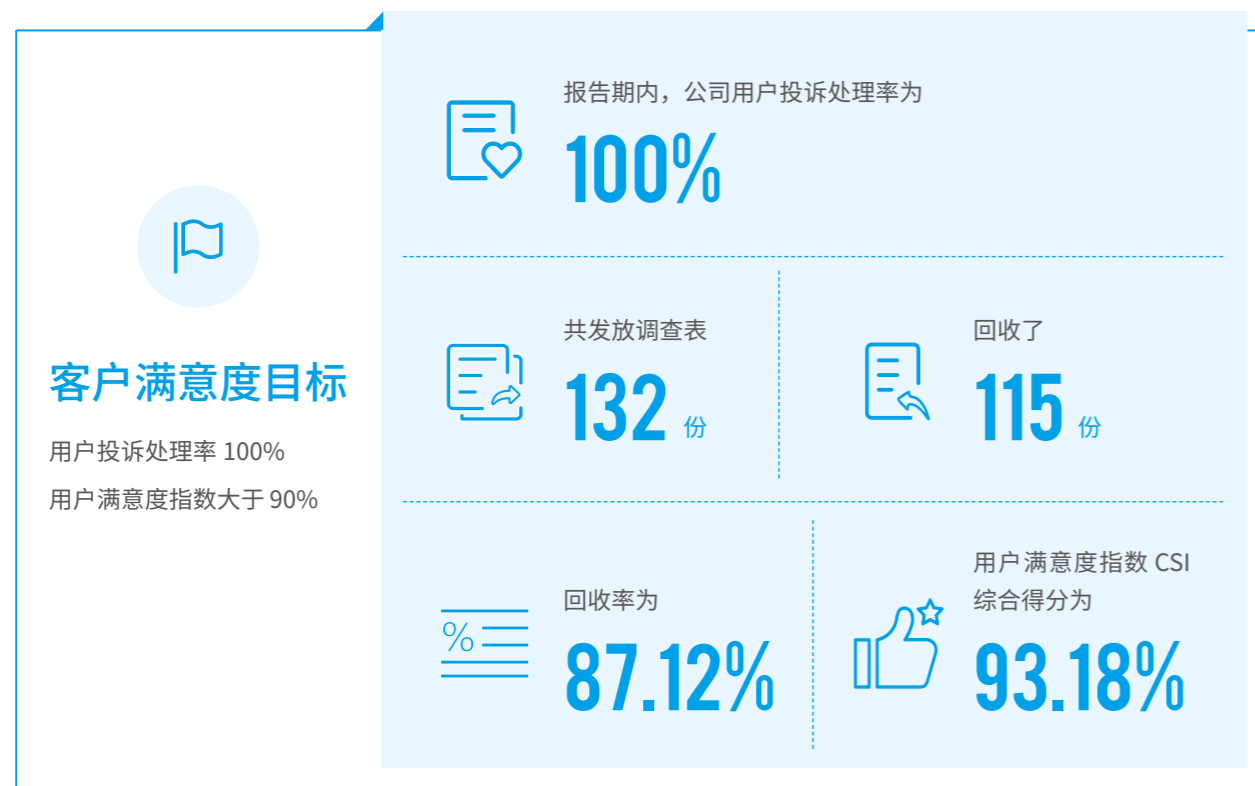 客户满意度目标
用户投诉处理率 100%
用户满意度指数大于 90%
报告期内，公司用户投诉处理率为
100%
共发放调查表
132 份
回收了
115 份
%
回收率为
87.12%
用户满意度指数 CSI
综合得分为
93.18%